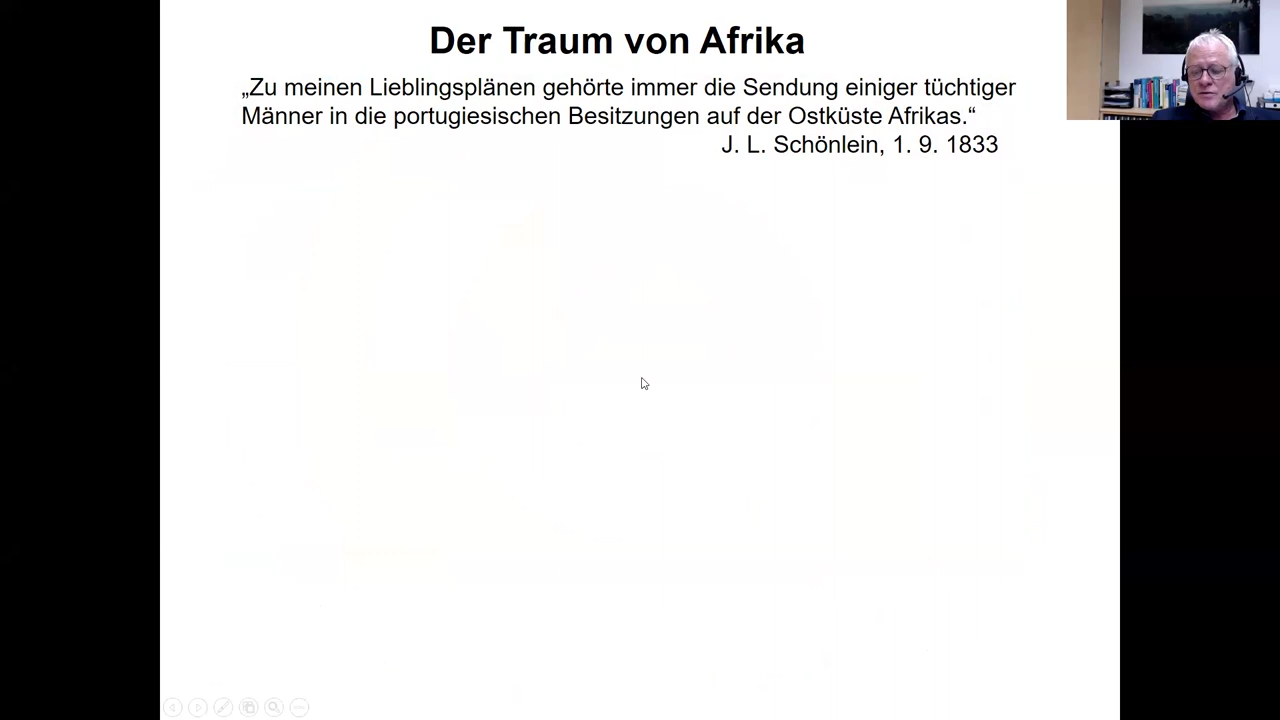 Der Traum von Afrika
„Zu meinen Lieblingsplänen gehörte immer die Sendung einiger tüchtiger
Männer in die portugiesischen Besitzungen auf der Ostküste Afrikas.“
J. L. Schönlein, 1. 9. 1833